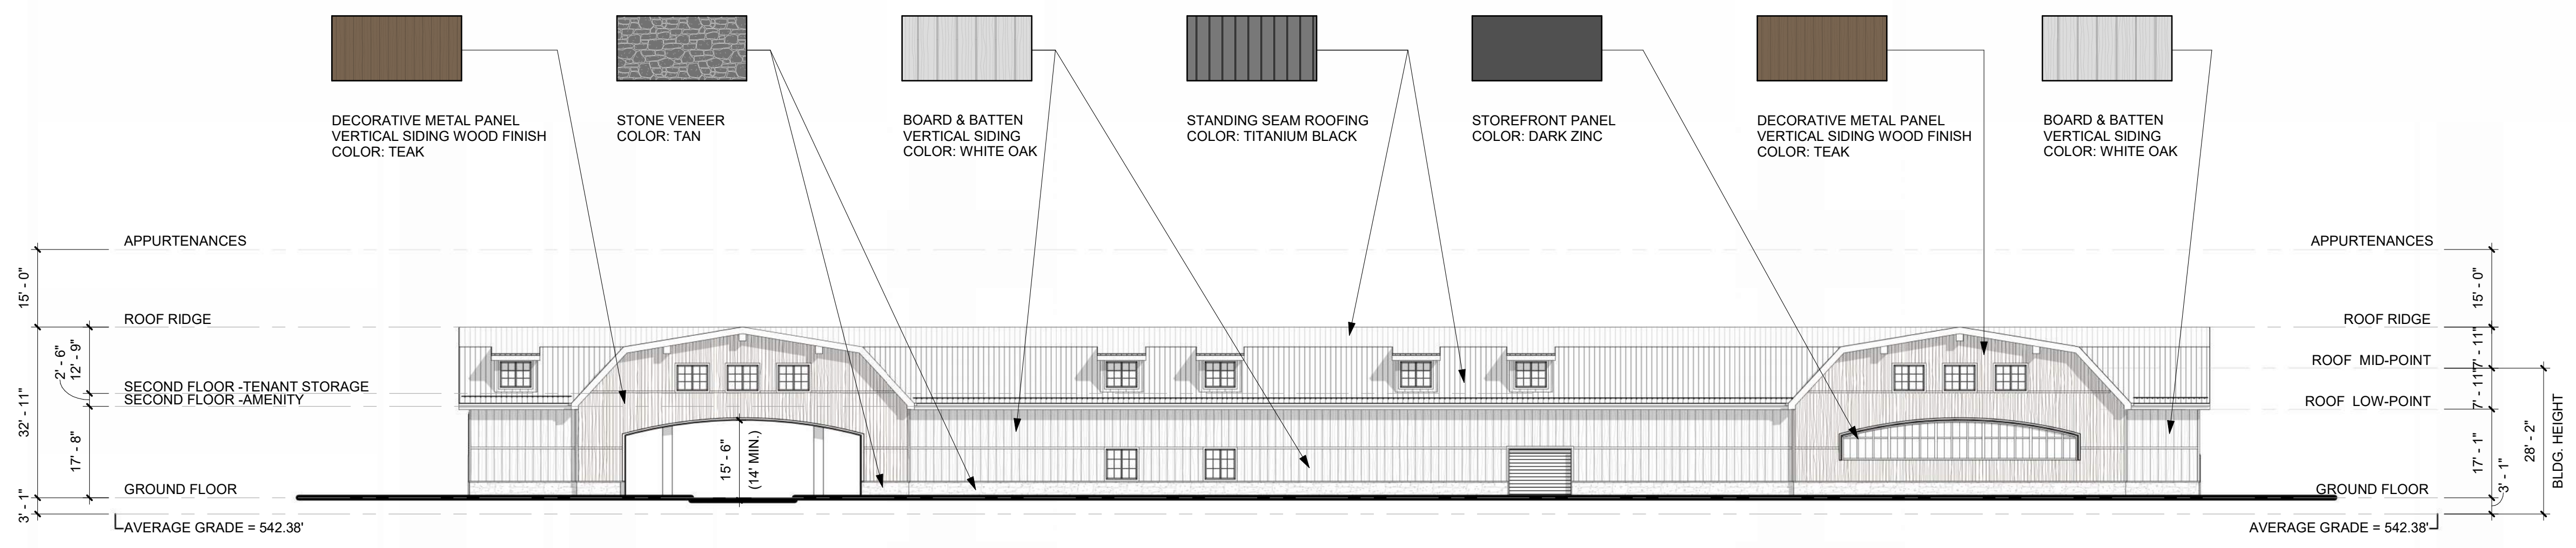 DECORATIVE METAL PANEL
VERTICAL SIDING WOOD FINISH
COLOR: TEAK
STONE VENEER
COLOR: TAN
BOARD & BATTEN
VERTICAL SIDING
COLOR: WHITE OAK
STANDING SEAM ROOFING
COLOR: TITANIUM BLACK
STOREFRONT PANEL
COLOR: DARK ZINC
DECORATIVE METAL PANEL
VERTICAL SIDING WOOD FINISH
COLOR: TEAK
BOARD & BATTEN
VERTICAL SIDING
COLOR: WHITE OAK
APPURTENANCES
15' - 0"
ROOF RIDGE
2' - 6"
12' - 9"
SECOND FLOOR -TENANT STORAGE
SECOND FLOOR -AMENITY
32' - 11"
17' - 8"
GROUND FLOOR
3' - 1"
AVERAGE GRADE = 542.38'
15' - 6"
(14' MIN.)
APPURTENANCES
15' - 0"
ROOF RIDGE
7' - 11"
ROOF MID-POINT
7' - 11"
ROOF LOW-POINT
17' - 1"
28' - 2"
BLDG. HEIGHT
GROUND FLOOR
3' - 1"
AVERAGE GRADE = 542.38'